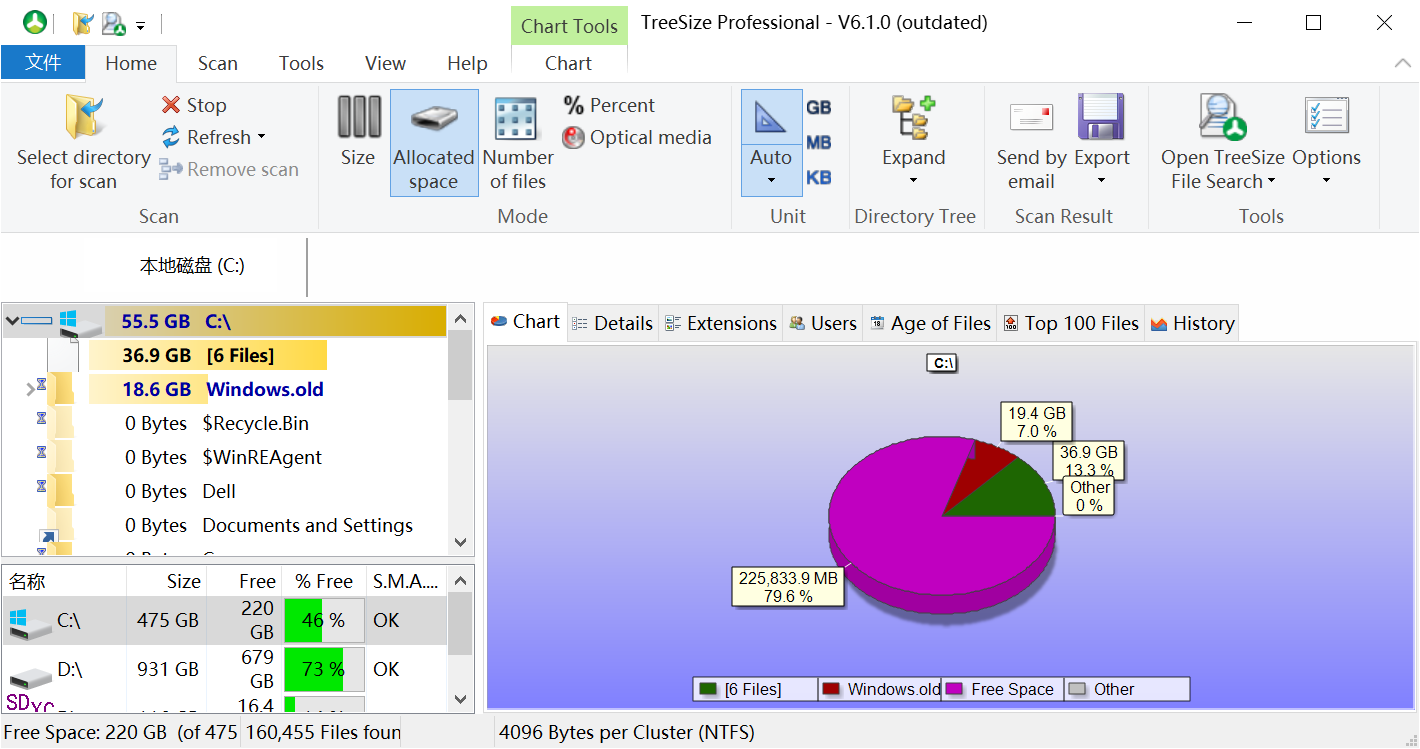 Chart Tools
TreeSize Professional - V6.1.0 (outdated)
文件
Home
Scan
Tools
View
Help
Chart
Select directory
for scan
Stop
Refresh
Remove scan
Scan
Size
Allocated
space
Number
of files
% Percent
Optical media
Mode
Auto
GB
MB
KB
Unit
Expand
Directory Tree
Send by
email
Export
Scan Result
Open TreeSize
File Search
Options
Tools
本地磁盘 (C:)
55.5 GB C:\
36.9 GB [6 Files]
18.6 GB Windows.old
0 Bytes $Recycle.Bin
0 Bytes $WinREAgent
0 Bytes Dell
0 Bytes Documents and Settings
名称 Size Free % Free S.M.A....
C:\ 475 GB 220 GB 46 % OK
D:\ 931 GB 679 GB 73 % OK
SDXC
16.4
Chart
Details
Extensions
Users
Age of Files
Top 100 Files
History
C:\
19.4 GB
7.0 %
36.9 GB
13.3 %
Other
0 %
225,833.9 MB
79.6 %
[6 Files]
Windows.old
Free Space
Other
Free Space: 220 GB (of 475
160,455 Files foun
4096 Bytes per Cluster (NTFS)